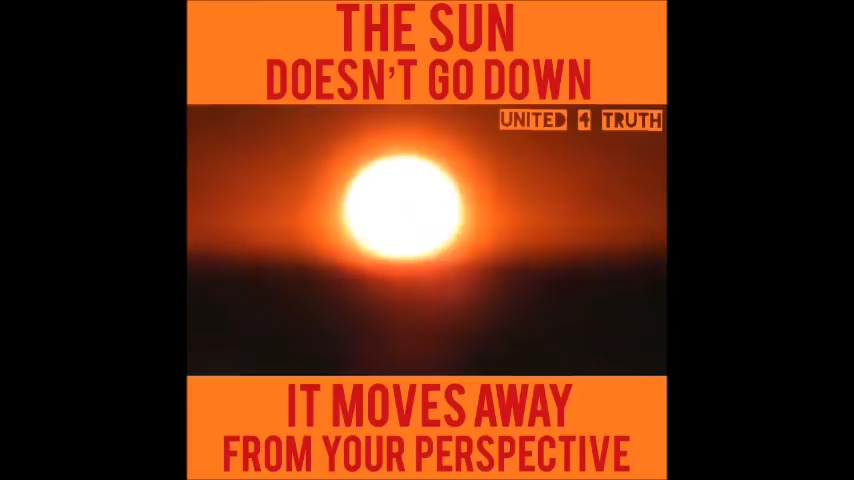 THE SUN
DOESN'T GO DOWN
UNITED 4 TRUTH
IT MOVES AWAY
FROM YOUR PERSPECTIVE